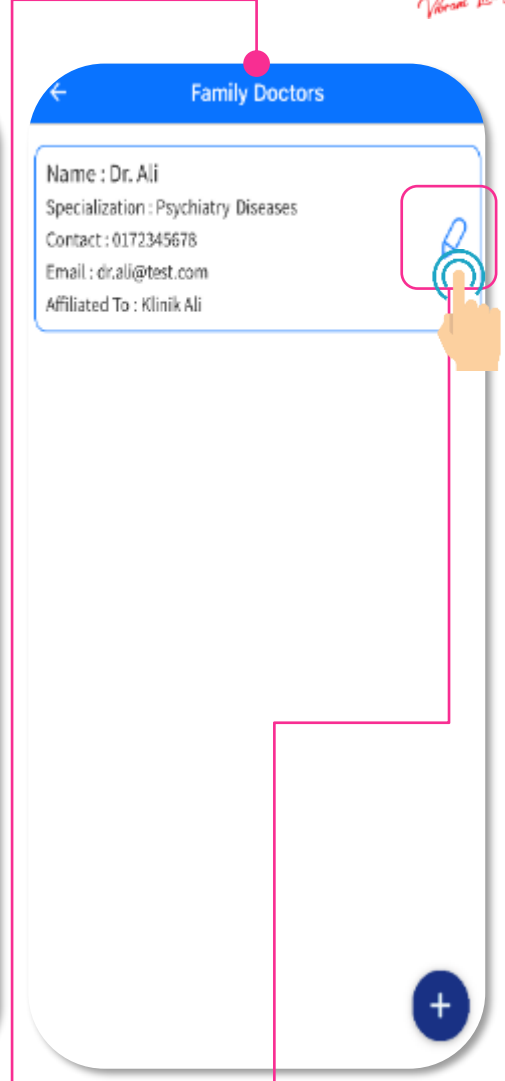 Vibrant
Family Doctors
Name : Dr. Ali
Specialization : Psychiatry Diseases
Contact : 0172345678
Email : dr.ali@test.com
Affiliated To : Klinik Ali
+